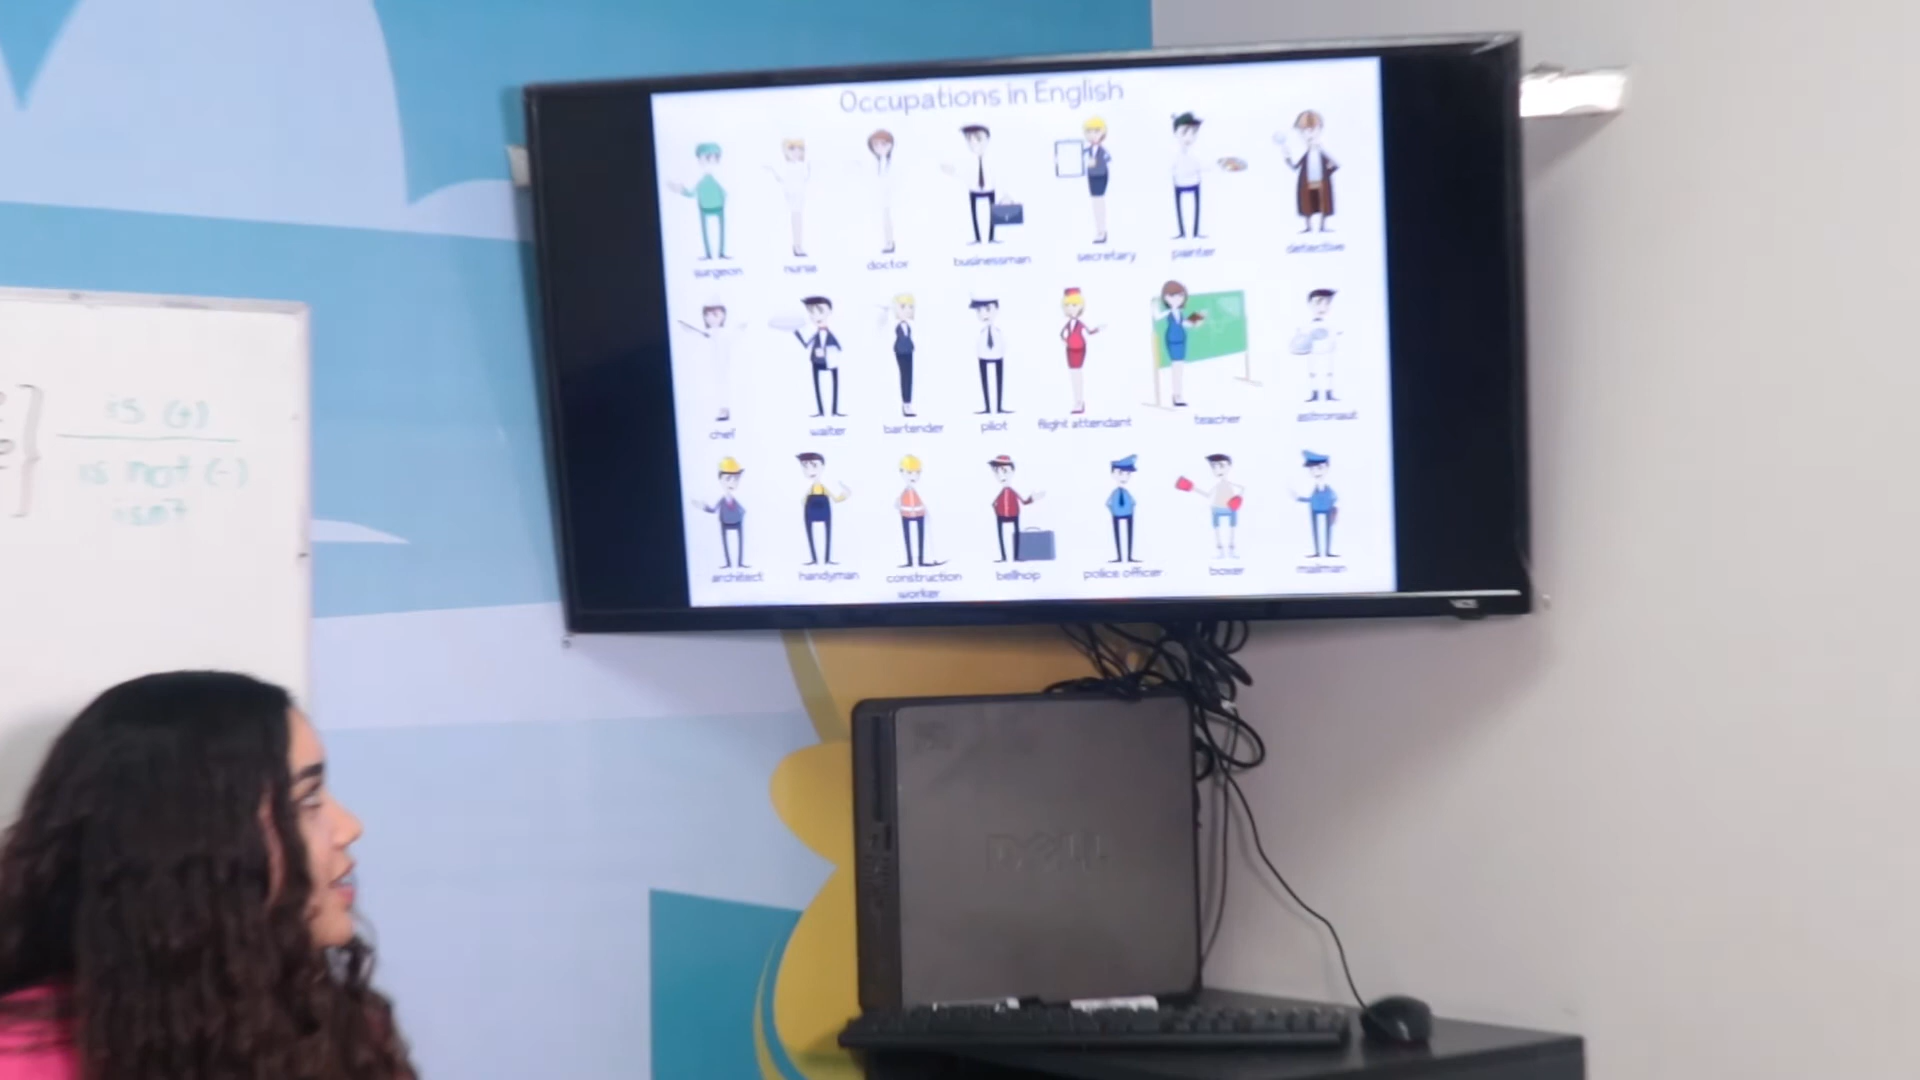 Occupations in English
surgeon nurse doctor businessman secretary painter detective
chef waiter bartender pilot flight attendant teacher astronaut
architect handyman construction worker bellhop police officer boxer mailman
is (+)
is not (-)
isn't
DELL